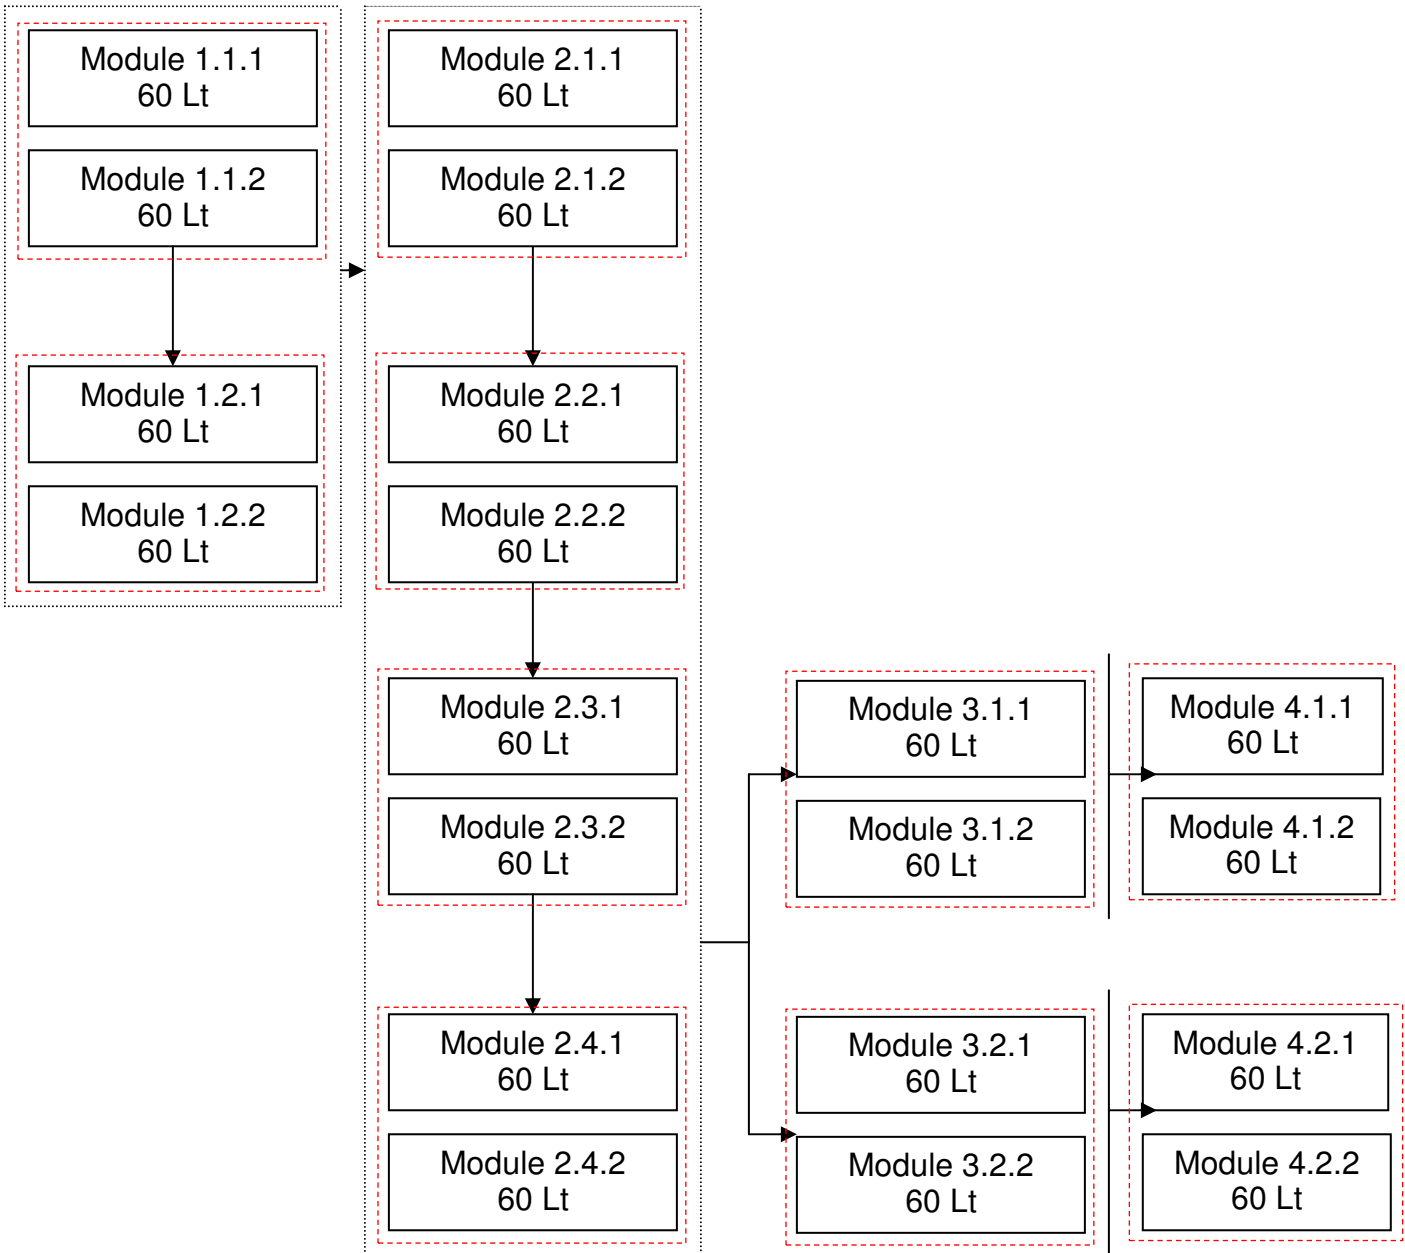 Module 1.1.1
60 Lt
Module 1.1.2
60 Lt
Module 1.2.1
60 Lt
Module 1.2.2
60 Lt
Module 2.1.1
60 Lt
Module 2.1.2
60 Lt
Module 2.2.1
60 Lt
Module 2.2.2
60 Lt
Module 2.3.1
60 Lt
Module 2.3.2
60 Lt
Module 2.4.1
60 Lt
Module 2.4.2
60 Lt
Module 3.1.1
60 Lt
Module 3.1.2
60 Lt
Module 3.2.1
60 Lt
Module 3.2.2
60 Lt
Module 4.1.1
60 Lt
Module 4.1.2
60 Lt
Module 4.2.1
60 Lt
Module 4.2.2
60 Lt